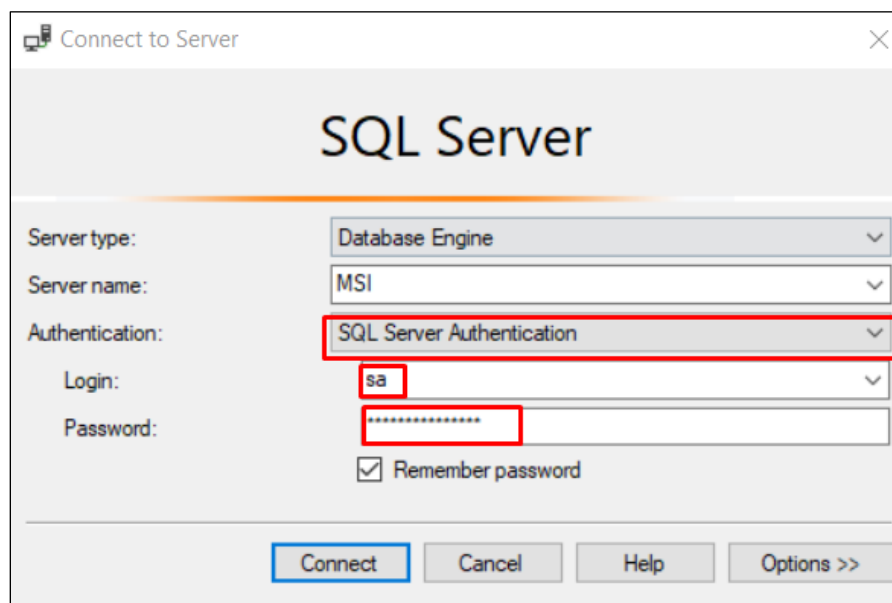 Connect to Server
SQL Server
Server type: Database Engine
Server name: MSI
Authentication: SQL Server Authentication
Login: sa
Password: ***************
Remember password
Connect Cancel Help Options >>